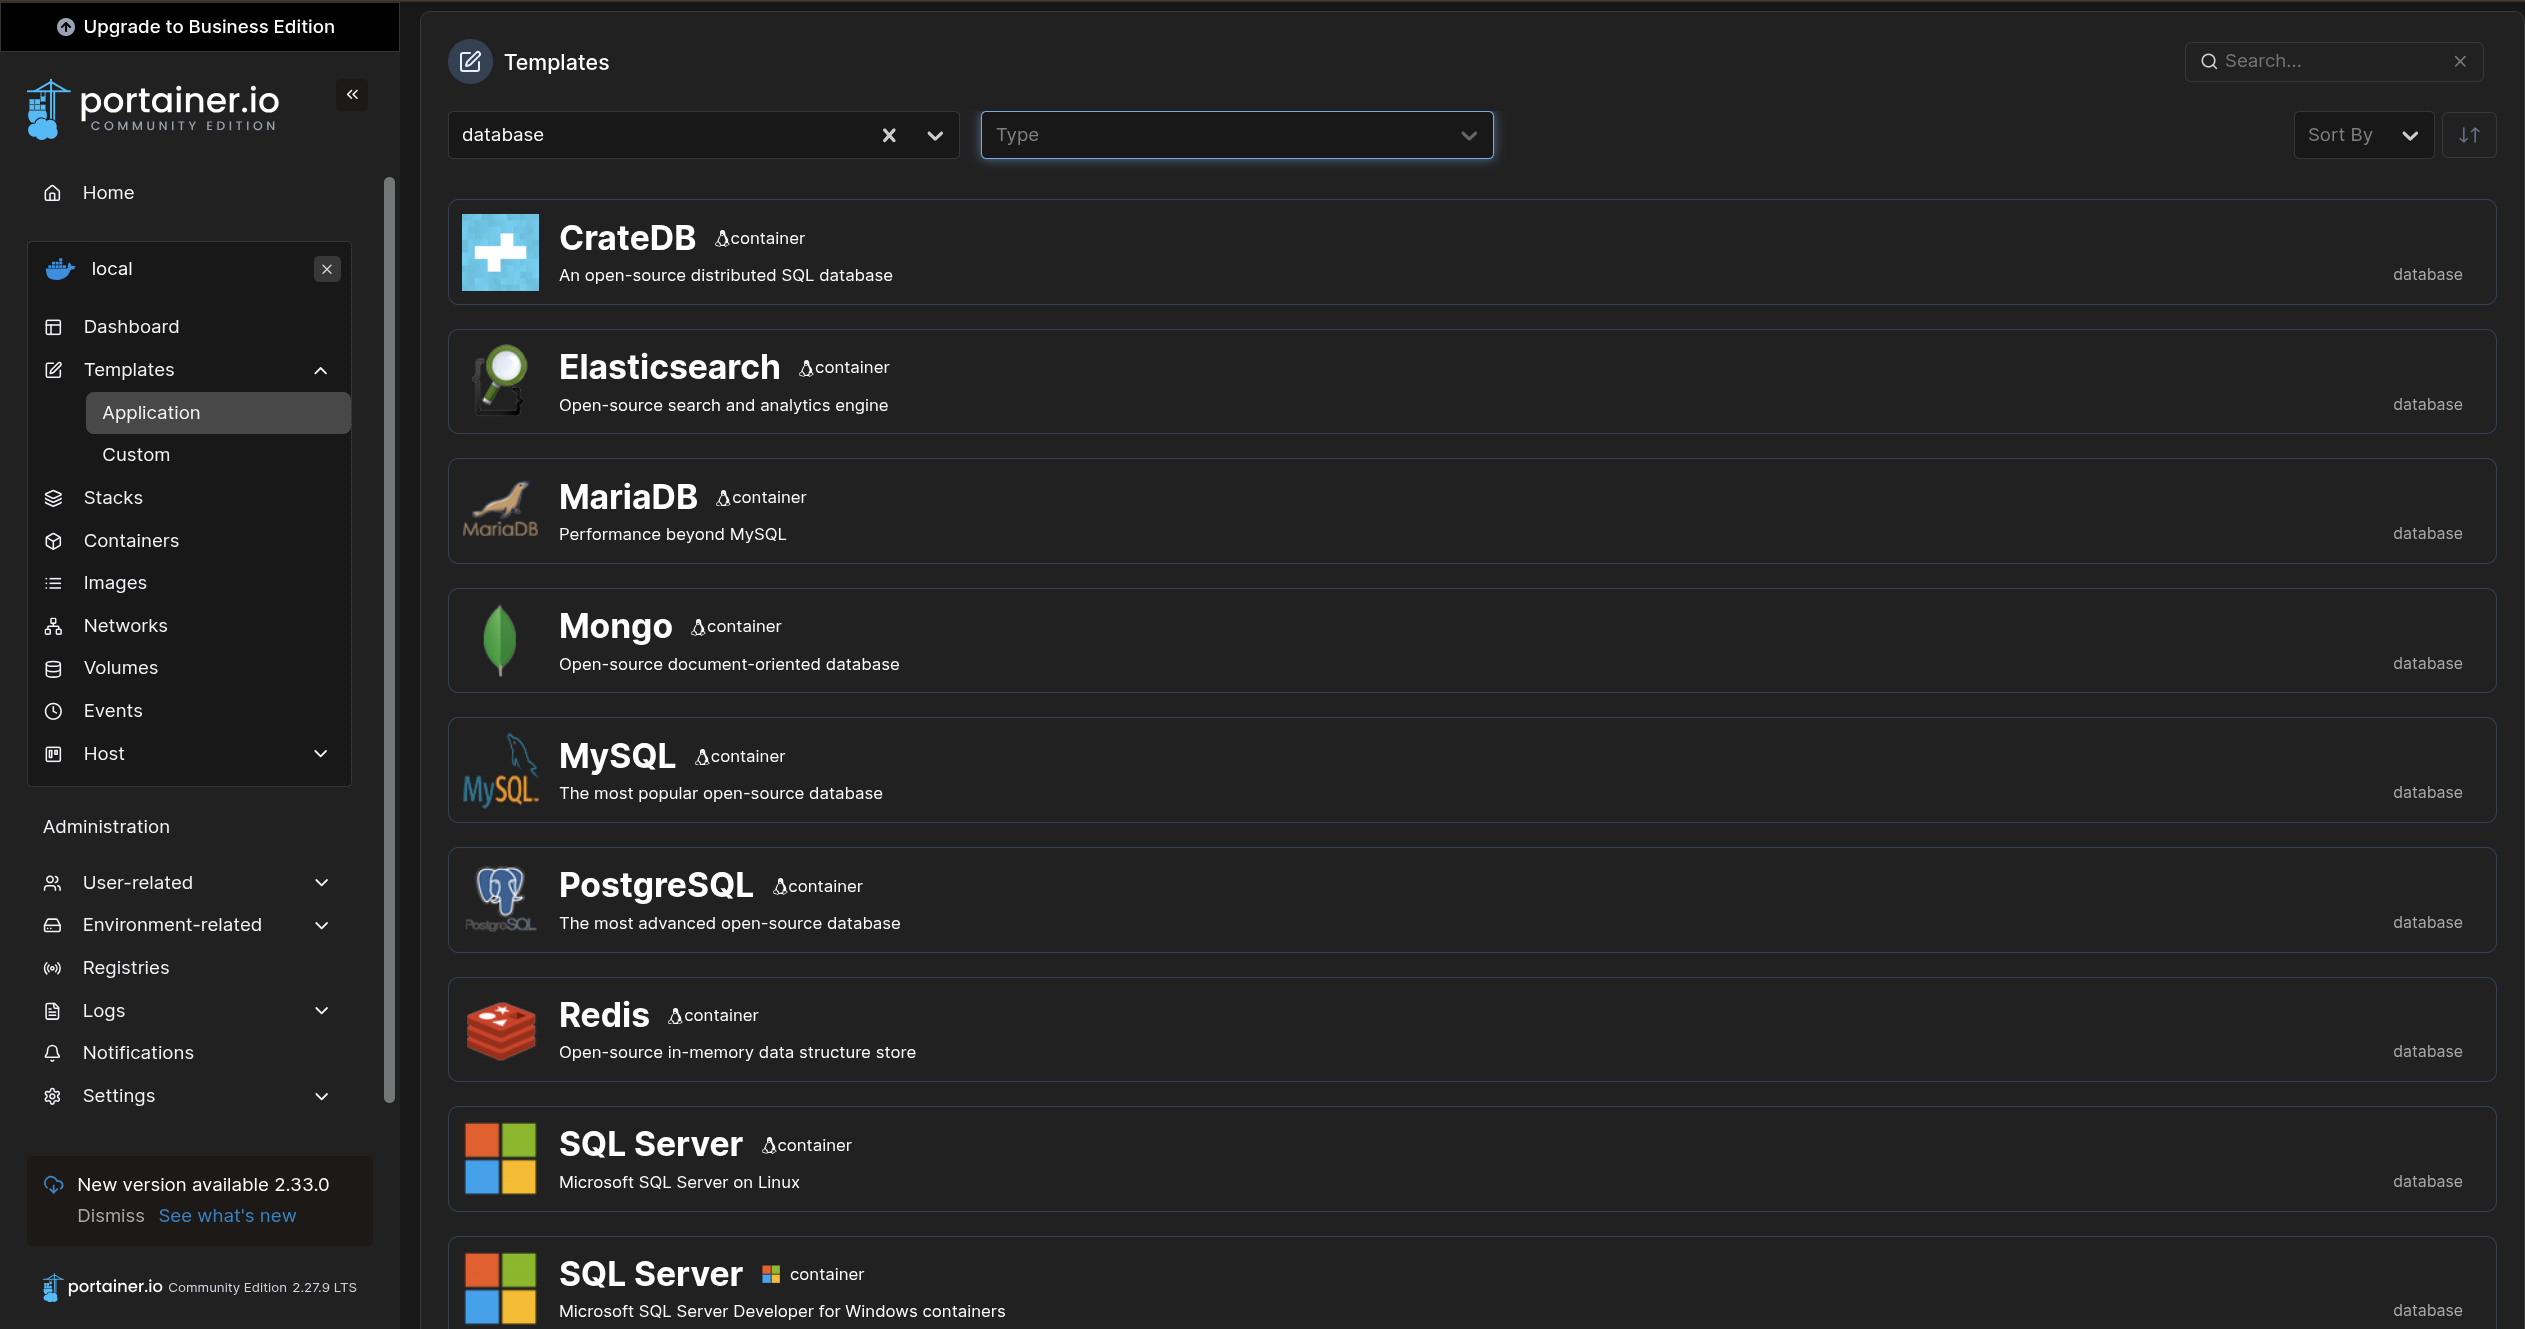 Upgrade to Business Edition
portainer.io
COMMUNITY EDITION
Home
local
Dashboard
Templates
Application
Custom
Stacks
Containers
Images
Networks
Volumes
Events
Host
Administration
User-related
Environment-related
Registries
Logs
Notifications
Settings
New version available 2.33.0
Dismiss See what's new
portainer.io Community Edition 2.27.9 LTS
Templates
Search...
database
Type
Sort By
CrateDB container
An open-source distributed SQL database
database
Elasticsearch container
Open-source search and analytics engine
database
MariaDB
MariaDB container
Performance beyond MySQL
database
Mongo container
Open-source document-oriented database
database
MySQL
MySQL container
The most popular open-source database
database
PostgreSQL
PostgreSQL container
The most advanced open-source database
database
Redis container
Open-source in-memory data structure store
database
SQL Server container
Microsoft SQL Server on Linux
database
SQL Server container
Microsoft SQL Server Developer for Windows containers
database